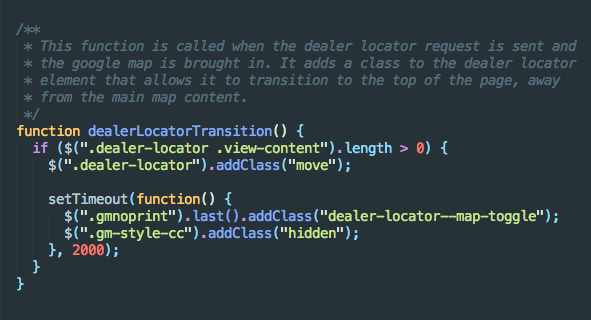 /**
 * This function is called when the dealer locator request is sent and
 * the google map is brought in. It adds a class to the dealer locator
 * element that allows it to transition to the top of the page, away
 * from the main map content.
 */
function dealerLocatorTransition() {
  if ($(".dealer-locator .view-content").length > 0) {
    $(".dealer-locator").addClass("move");

    setTimeout(function() {
      $(".gmnoprint").last().addClass("dealer-locator--map-toggle");
      $(".gm-style-cc").addClass("hidden");
    }, 2000);
  }
}